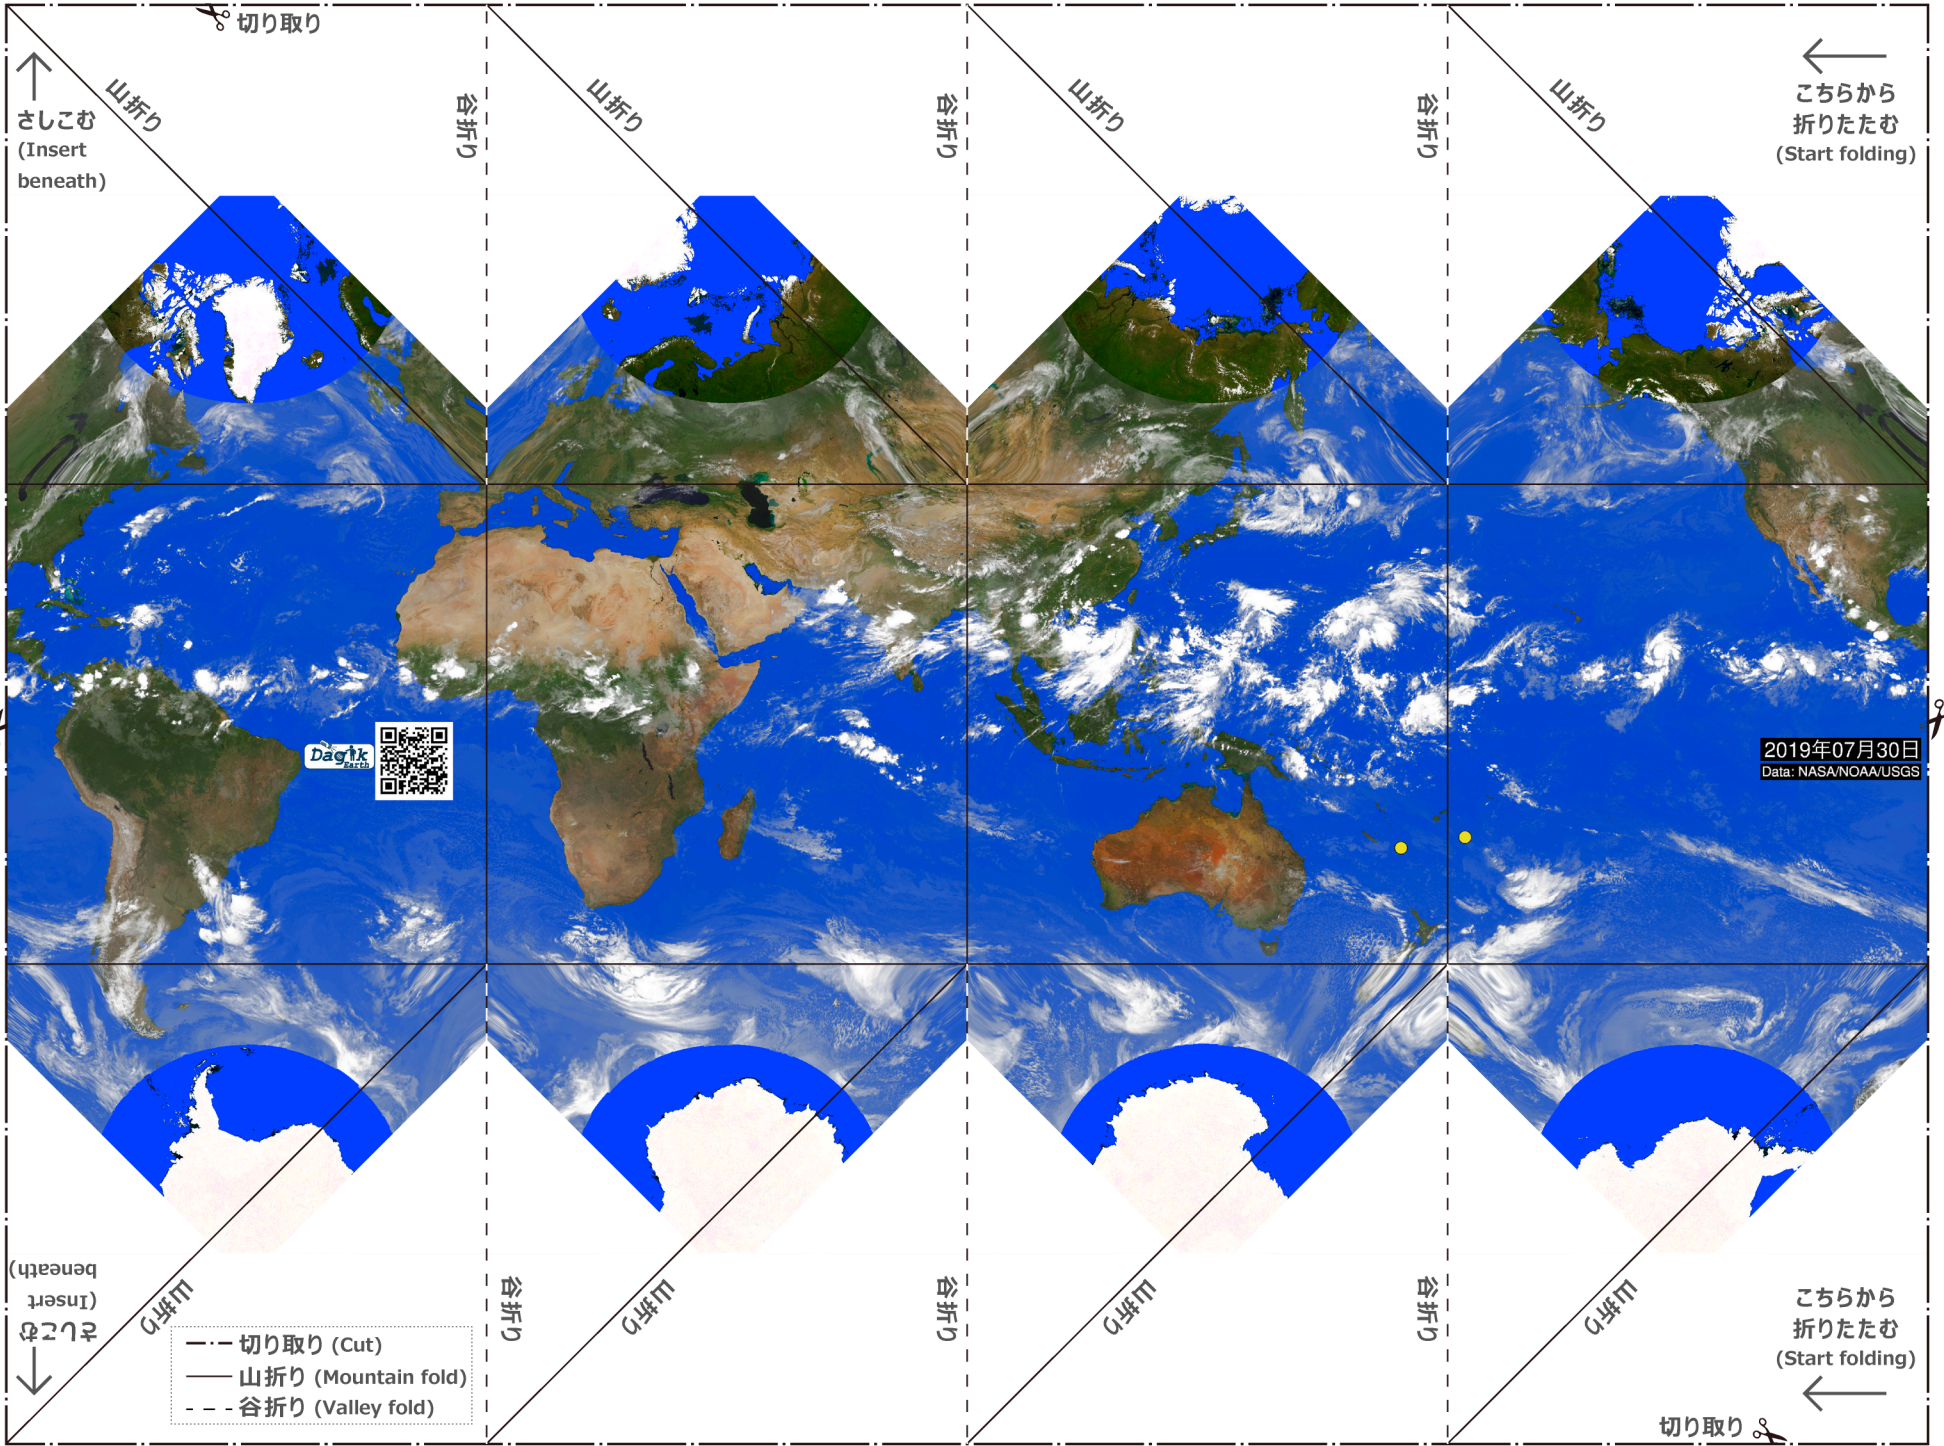 切り取り
山折り
山折り
山折り
山折り
谷折り
谷折り
谷折り
さしこむ
(Insert
beneath)
こちらから
折りたたむ
(Start folding)
Dagik
Earth
2019年07月30日
Data: NASA/NOAA/USGS
さしこむ
(Insert
beneath)
山折り
山折り
山折り
山折り
谷折り
谷折り
谷折り
こちらから
折りたたむ
(Start folding)
切り取り (Cut)
山折り (Mountain fold)
谷折り (Valley fold)
切り取り